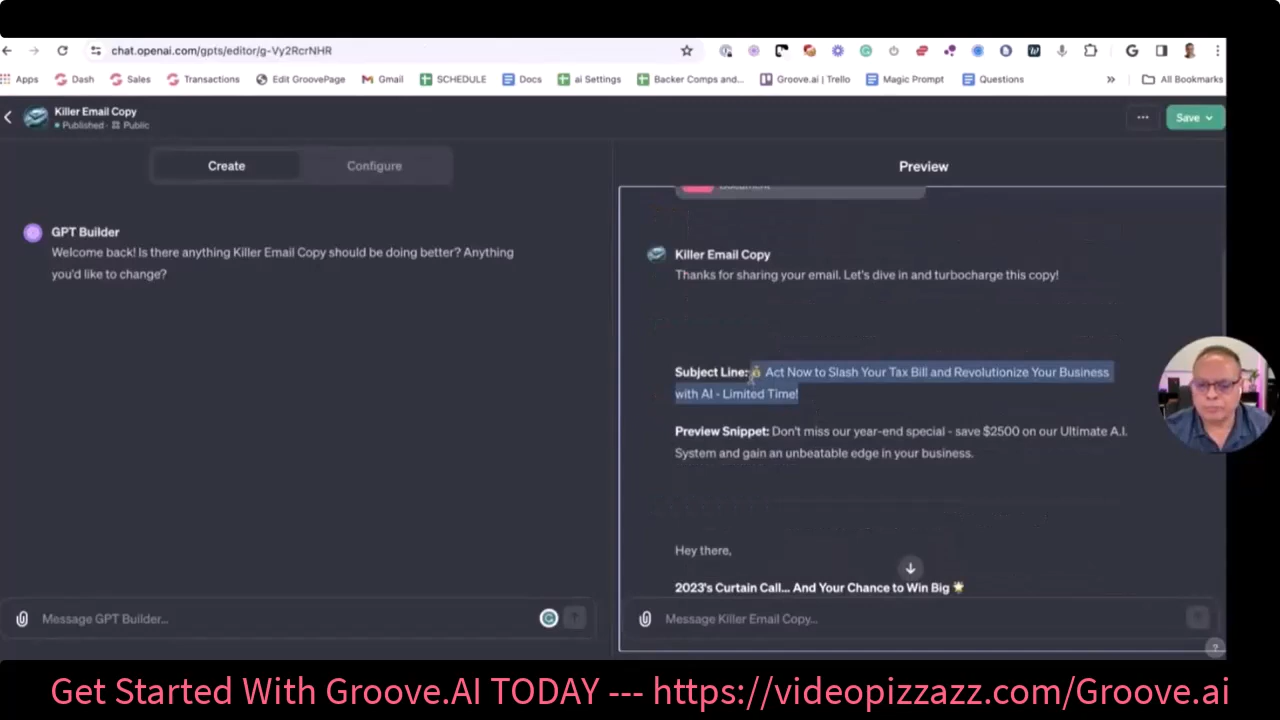 chat.openai.com/gpts/editor/g-Vy2RcrNHR
Apps Dash Sales Transactions Edit GroovePage Gmail SCHEDULE Docs ai Settings Backer Comps and... Groove.ai | Trello Magic Prompt Questions » All Bookmarks
Killer Email Copy
Published · Public
Save
Create Configure
Preview
Document
GPT Builder
Welcome back! Is there anything Killer Email Copy should be doing better? Anything
you'd like to change?
Killer Email Copy
Thanks for sharing your email. Let's dive in and turbocharge this copy!
Subject Line: 💰 Act Now to Slash Your Tax Bill and Revolutionize Your Business
with AI - Limited Time!
Preview Snippet: Don't miss our year-end special - save $2500 on our Ultimate A.I.
System and gain an unbeatable edge in your business.
Hey there,
2023's Curtain Call... And Your Chance to Win Big 🌟
Message GPT Builder...
Message Killer Email Copy...
?
Get Started With Groove.AI TODAY --- https://videopizzazz.com/Groove.ai